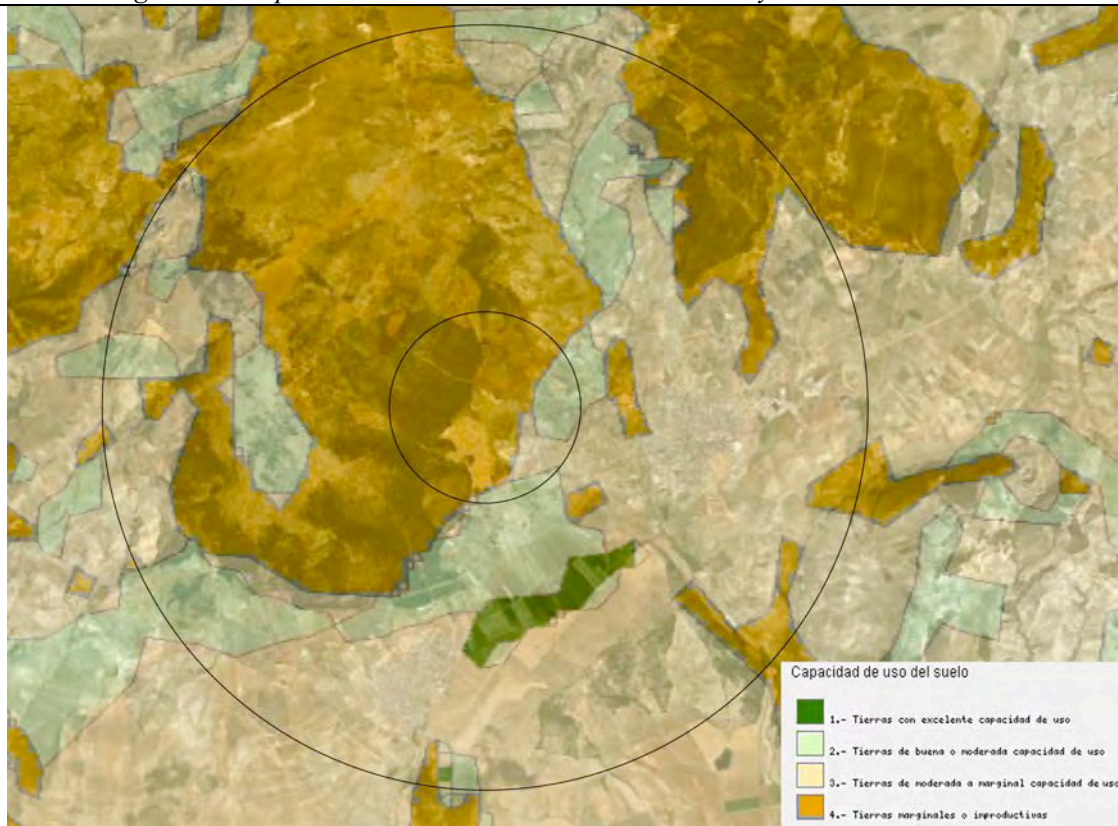 Capacidad de uso del suelo
1.- Tierras con excelente capacidad de uso
2.- Tierras de buena o moderada capacidad de uso
3.- Tierras de moderada a marginal capacidad de uso
4.- Tierras marginales o improductivas